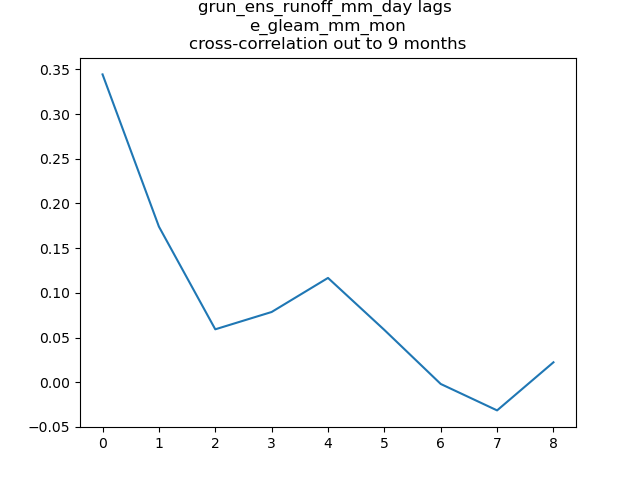 grun_ens_runoff_mm_day lags
e_gleam_mm_mon
cross-correlation out to 9 months
0.35
0.30
0.25
0.20
0.15
0.10
0.05
0.00
−0.05
0 1 2 3 4 5 6 7 8